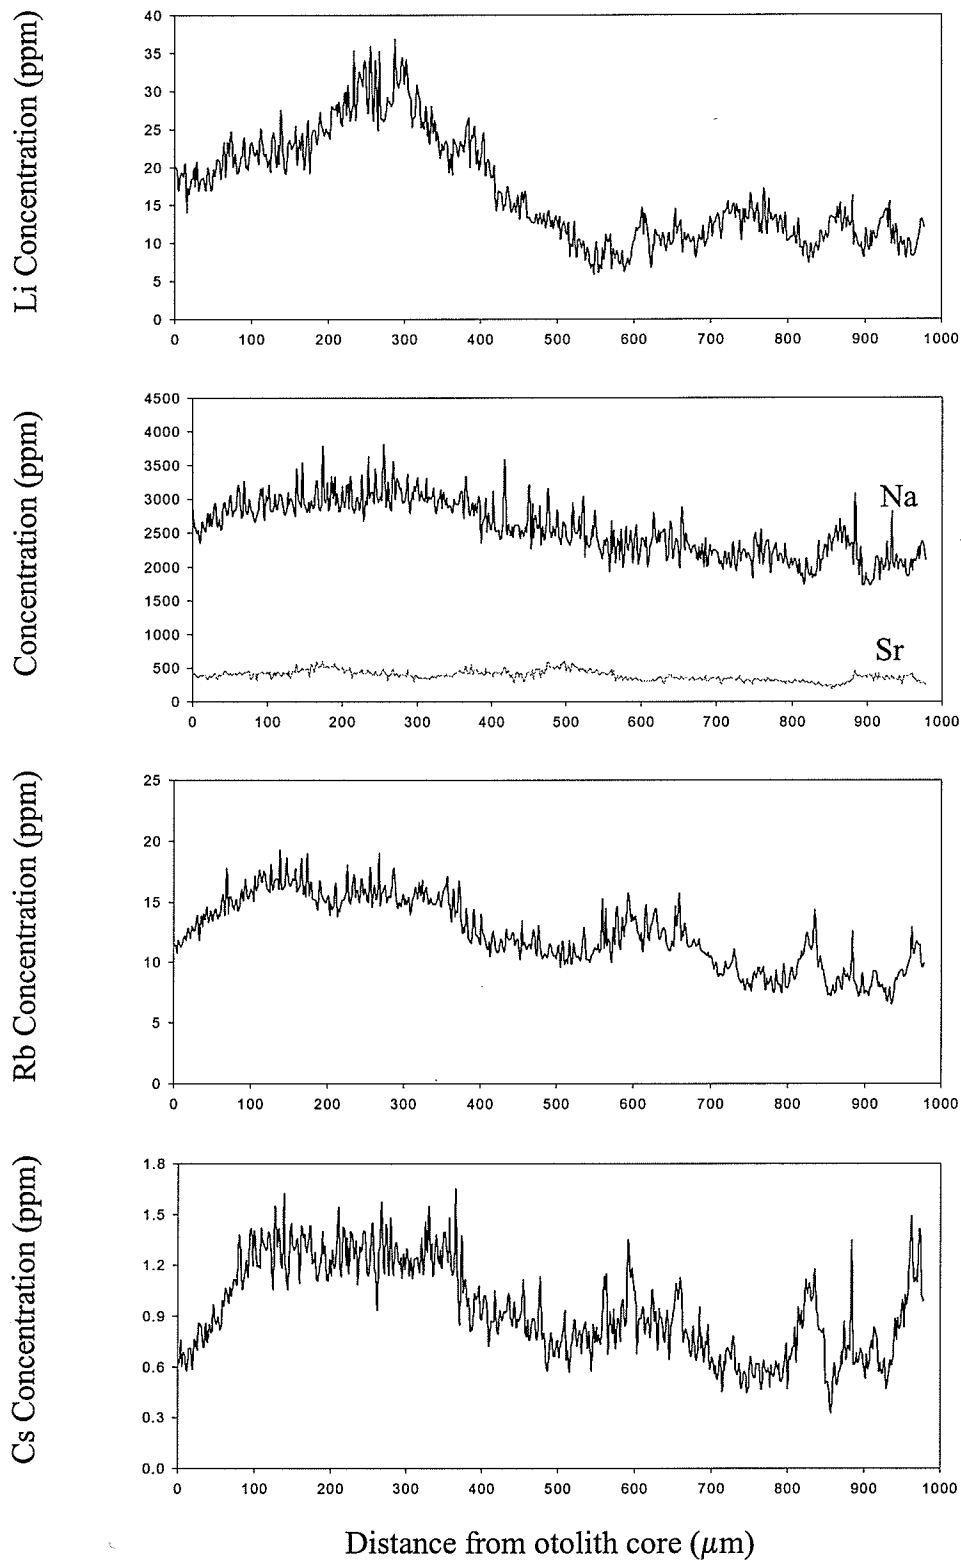 Li Concentration (ppm)
40
35
30
25
20
15
10
5
0
0 100 200 300 400 500 600 700 800 900 1000
Concentration (ppm)
4500
4000
3500
3000
2500
2000
1500
1000
500
0
Na
Sr
0 100 200 300 400 500 600 700 800 900 1000
Rb Concentration (ppm)
25
20
15
10
5
0
0 100 200 300 400 500 600 700 800 900 1000
Cs Concentration (ppm)
1.8
1.5
1.2
0.9
0.6
0.3
0.0
0 100 200 300 400 500 600 700 800 900 1000
Distance from otolith core (μm)